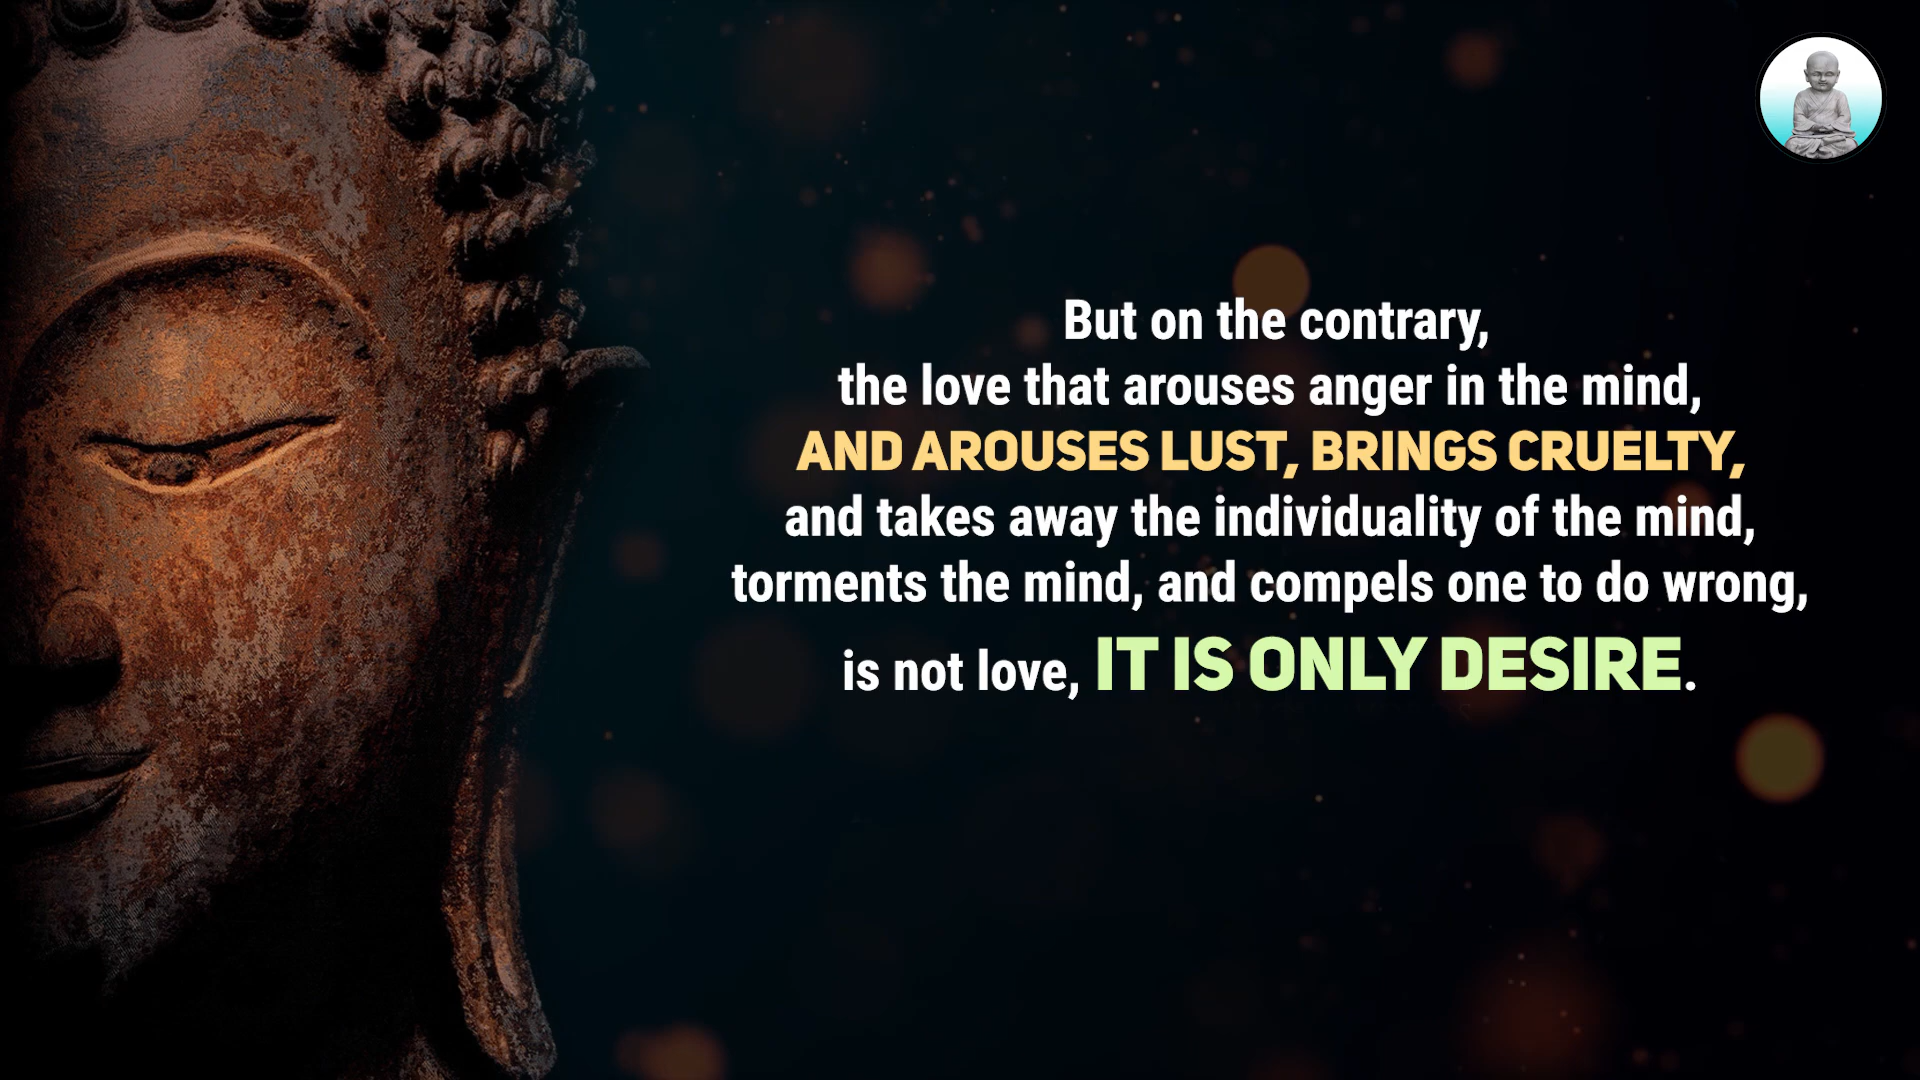 But on the contrary,
the love that arouses anger in the mind,
AND AROUSES LUST, BRINGS CRUELTY,
and takes away the individuality of the mind,
torments the mind, and compels one to do wrong,
is not love, IT IS ONLY DESIRE.